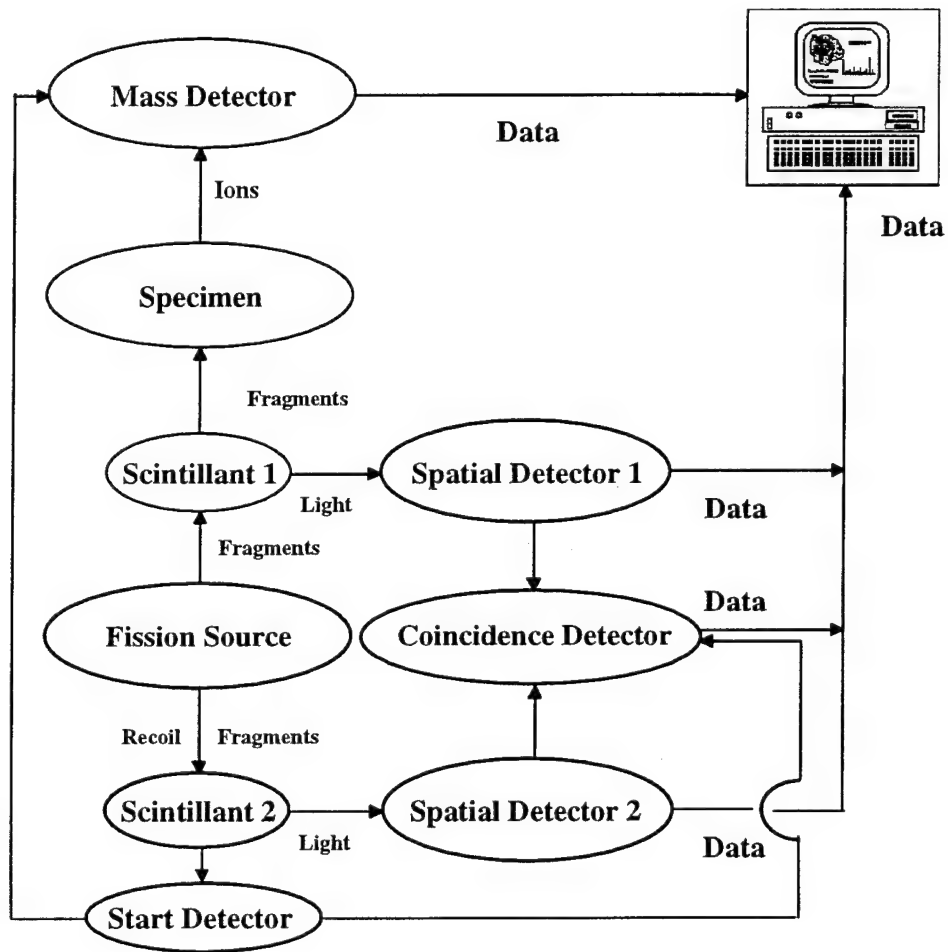 Mass Detector
Data
Ions
Data
Specimen
Fragments
Scintillant 1
Light
Spatial Detector 1
Data
Fragments
Fission Source
Coincidence Detector
Data
Recoil Fragments
Scintillant 2
Light
Spatial Detector 2
Data
Start Detector